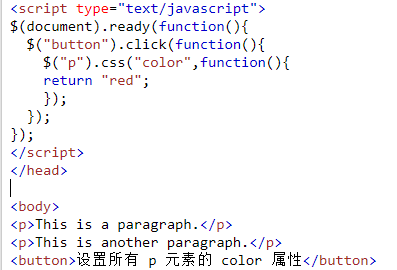 <script type="text/javascript">
$(document).ready(function(){
  $("button").click(function(){
    $("p").css("color",function(){
    return "red";
    });
  });
});
</script>
</head>
<body>
<p>This is a paragraph.</p>
<p>This is another paragraph.</p>
<button>设置所有 p 元素的 color 属性</button>